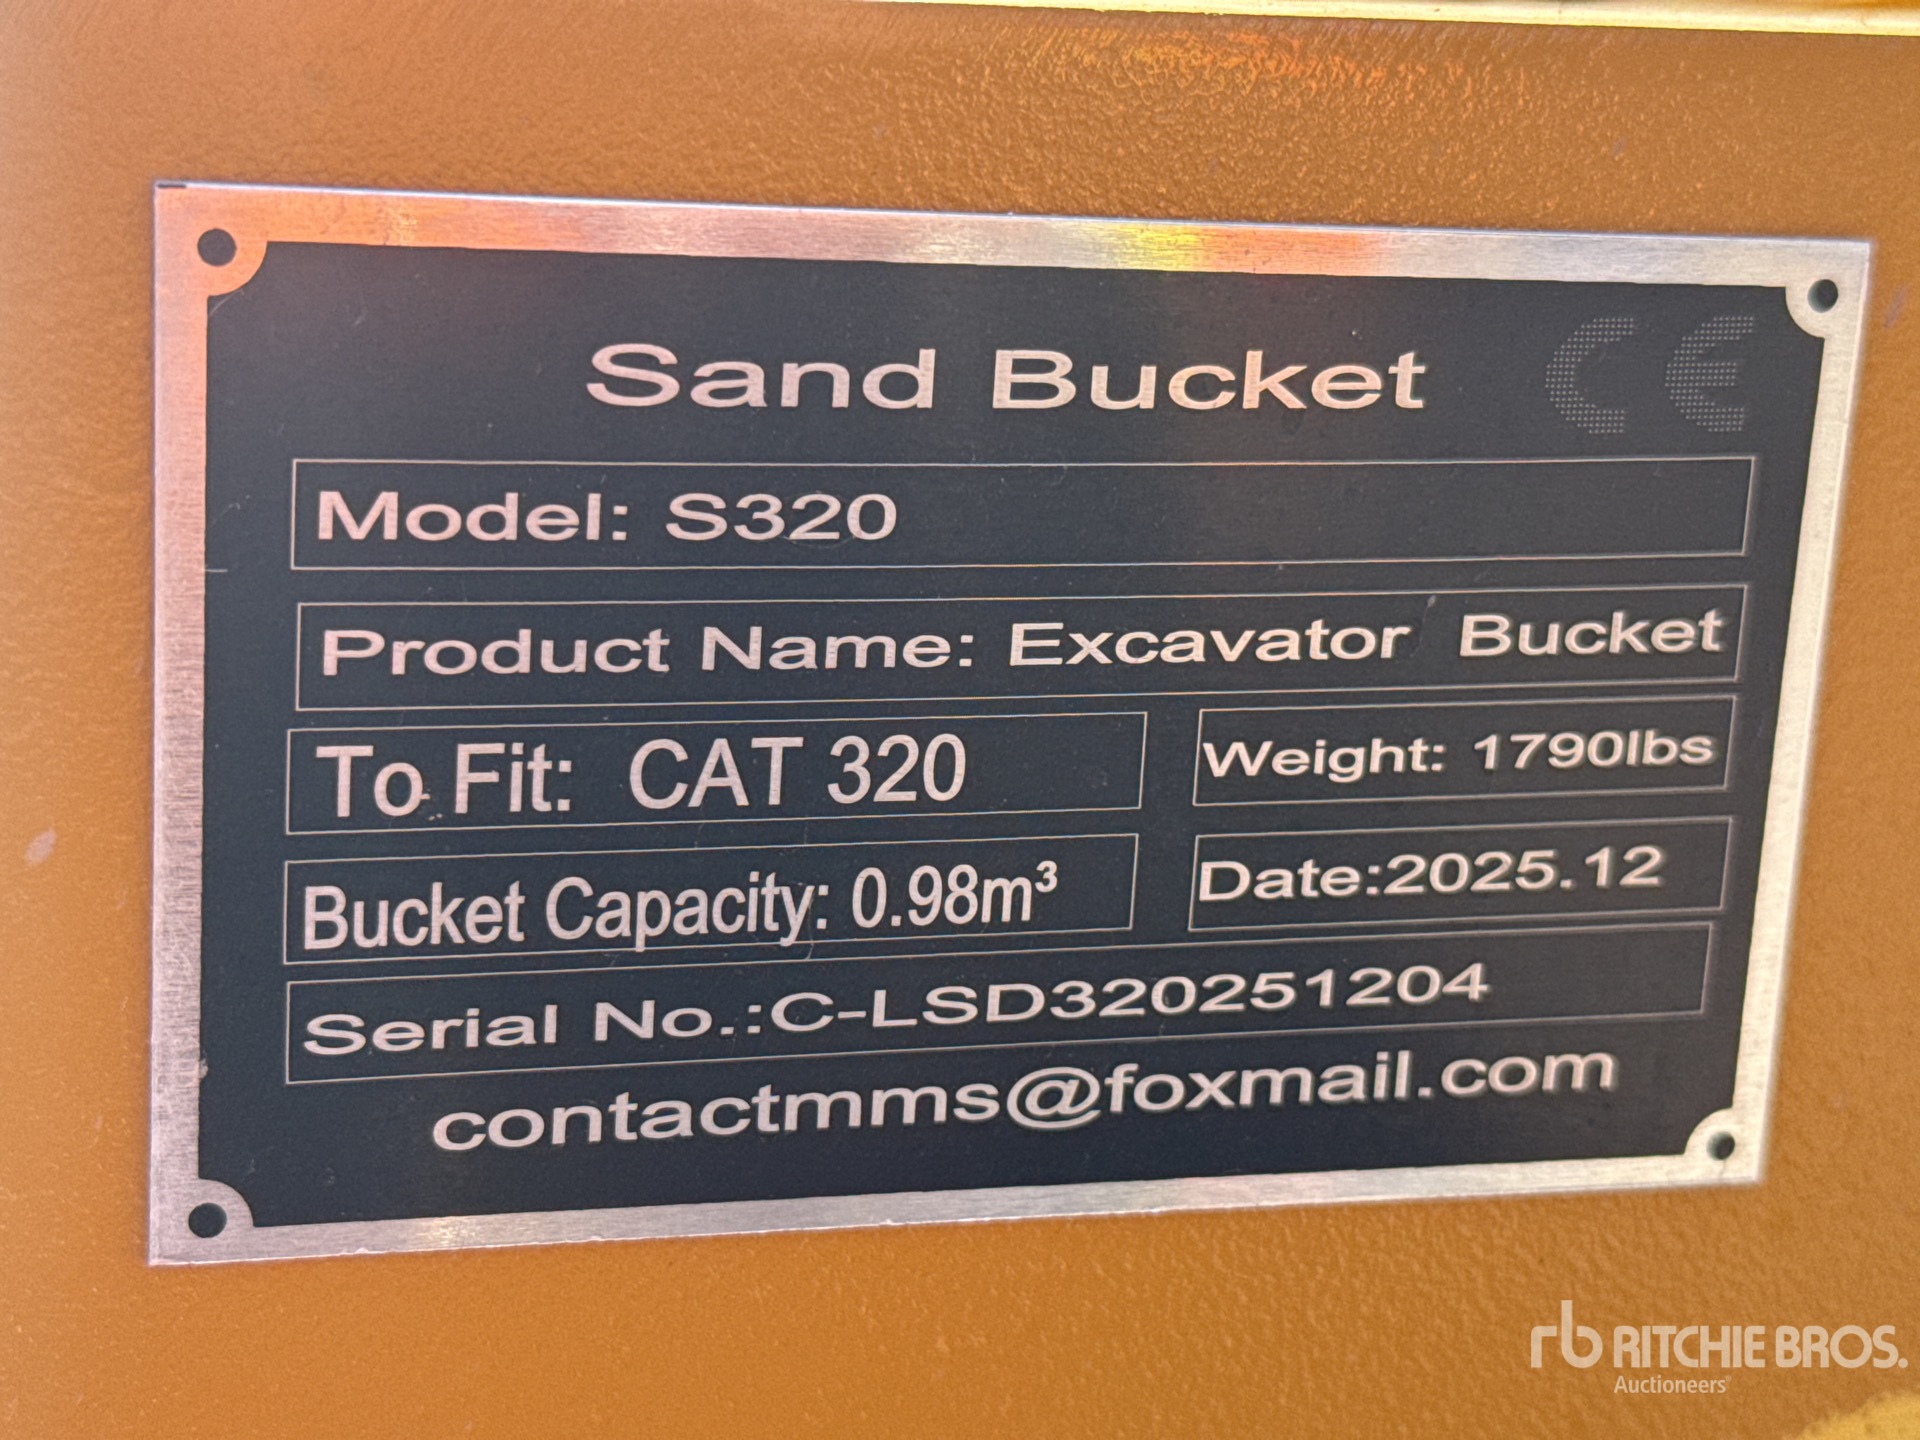 Sand Bucket CE
Model: S320
Product Name: Excavator Bucket
To Fit: CAT 320
Weight: 1790lbs
Bucket Capacity: 0.98m³
Date:2025.12
Serial No.:C-LSD320251204
contactmms@foxmail.com
rb RITCHIE BROS.
Auctioneers